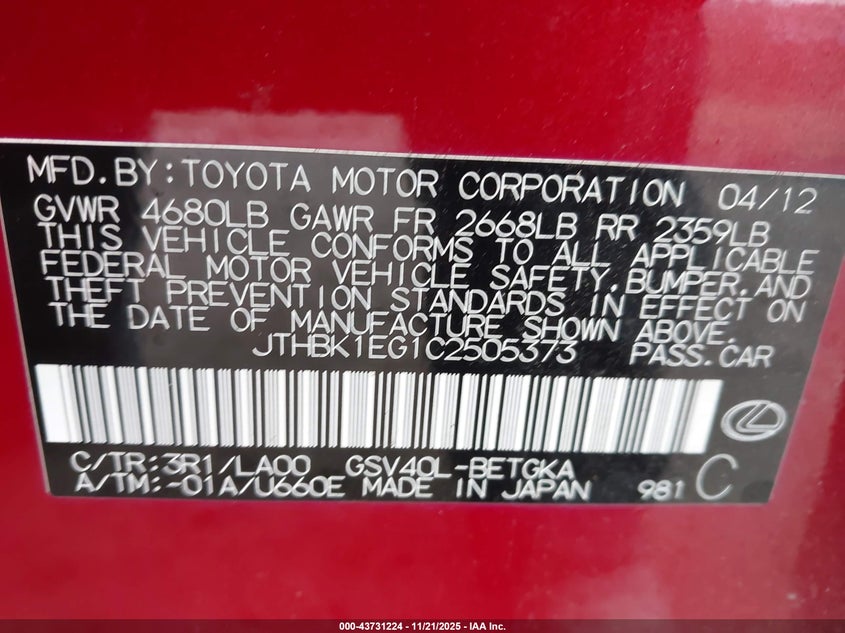 MFD.BY:TOYOTA MOTOR CORPORATION 04/12
GVWR 4680LB GAWR FR 2668LB RR 2359LB
THIS VEHICLE CONFORMS TO ALL APPLICABLE
FEDERAL MOTOR VEHICLE SAFETY,BUMPER,AND
THEFT PREVENTION STANDARDS IN EFFECT ON
THE DATE OF MANUFACTURE SHOWN ABOVE.
JTHBK1EG1C2505373 PASS.CAR
C/TR:3R1/LA00 GSV40L-BETGKA
A/TM:-01A/U660E MADE IN JAPAN 981 C
000-43731224 - 11/21/2025 - IAA Inc.